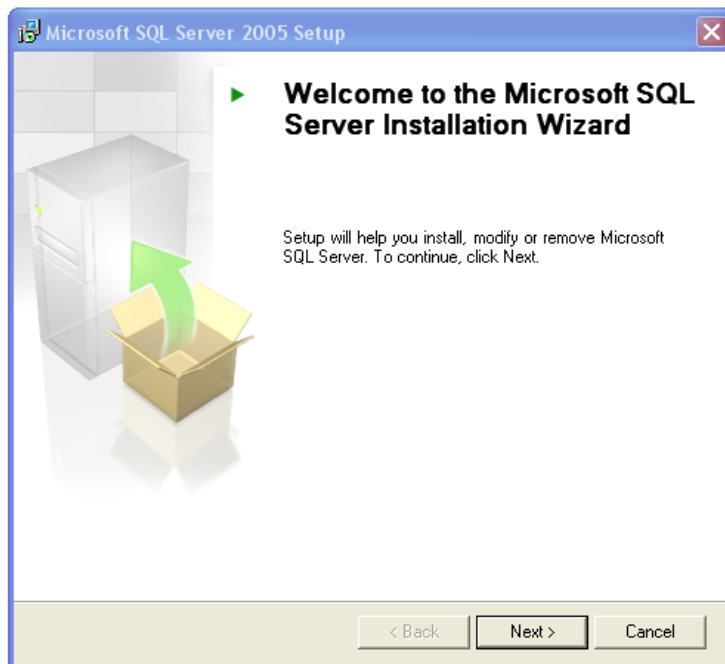 Microsoft SQL Server 2005 Setup
Welcome to the Microsoft SQL
Server Installation Wizard
Setup will help you install, modify or remove Microsoft
SQL Server. To continue, click Next.
< Back Next > Cancel